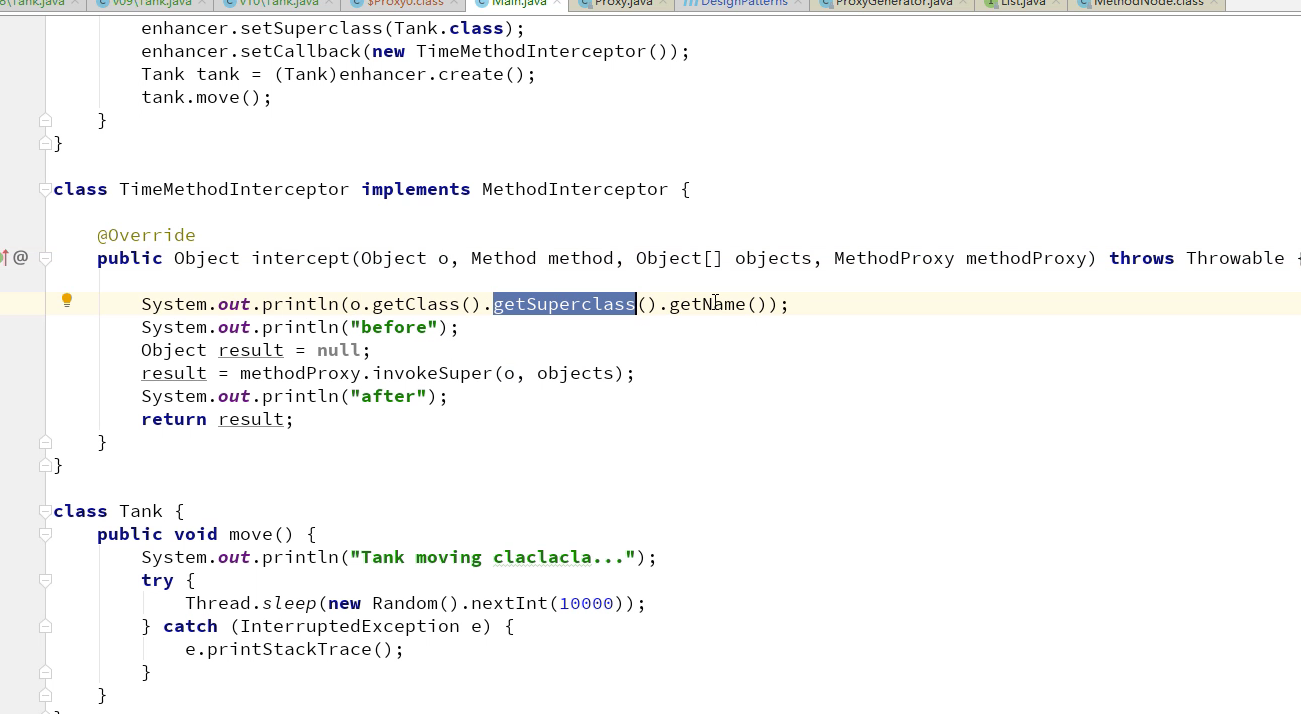 8\Tank.java v09\Tank.java v10\Tank.java $Proxy0.class Main.java Proxy.java DesignPatterns ProxyGenerator.java List.java MethodNode.class
enhancer.setSuperclass(Tank.class);
enhancer.setCallback(new TimeMethodInterceptor());
Tank tank = (Tank)enhancer.create();
tank.move();
}
}
class TimeMethodInterceptor implements MethodInterceptor {
@Override
@ public Object intercept(Object o, Method method, Object[] objects, MethodProxy methodProxy) throws Throwable {
System.out.println(o.getClass().getSuperclass().getName());
System.out.println("before");
Object result = null;
result = methodProxy.invokeSuper(o, objects);
System.out.println("after");
return result;
}
}
class Tank {
public void move() {
System.out.println("Tank moving claclacla...");
try {
Thread.sleep(new Random().nextInt(10000));
} catch (InterruptedException e) {
e.printStackTrace();
}
}